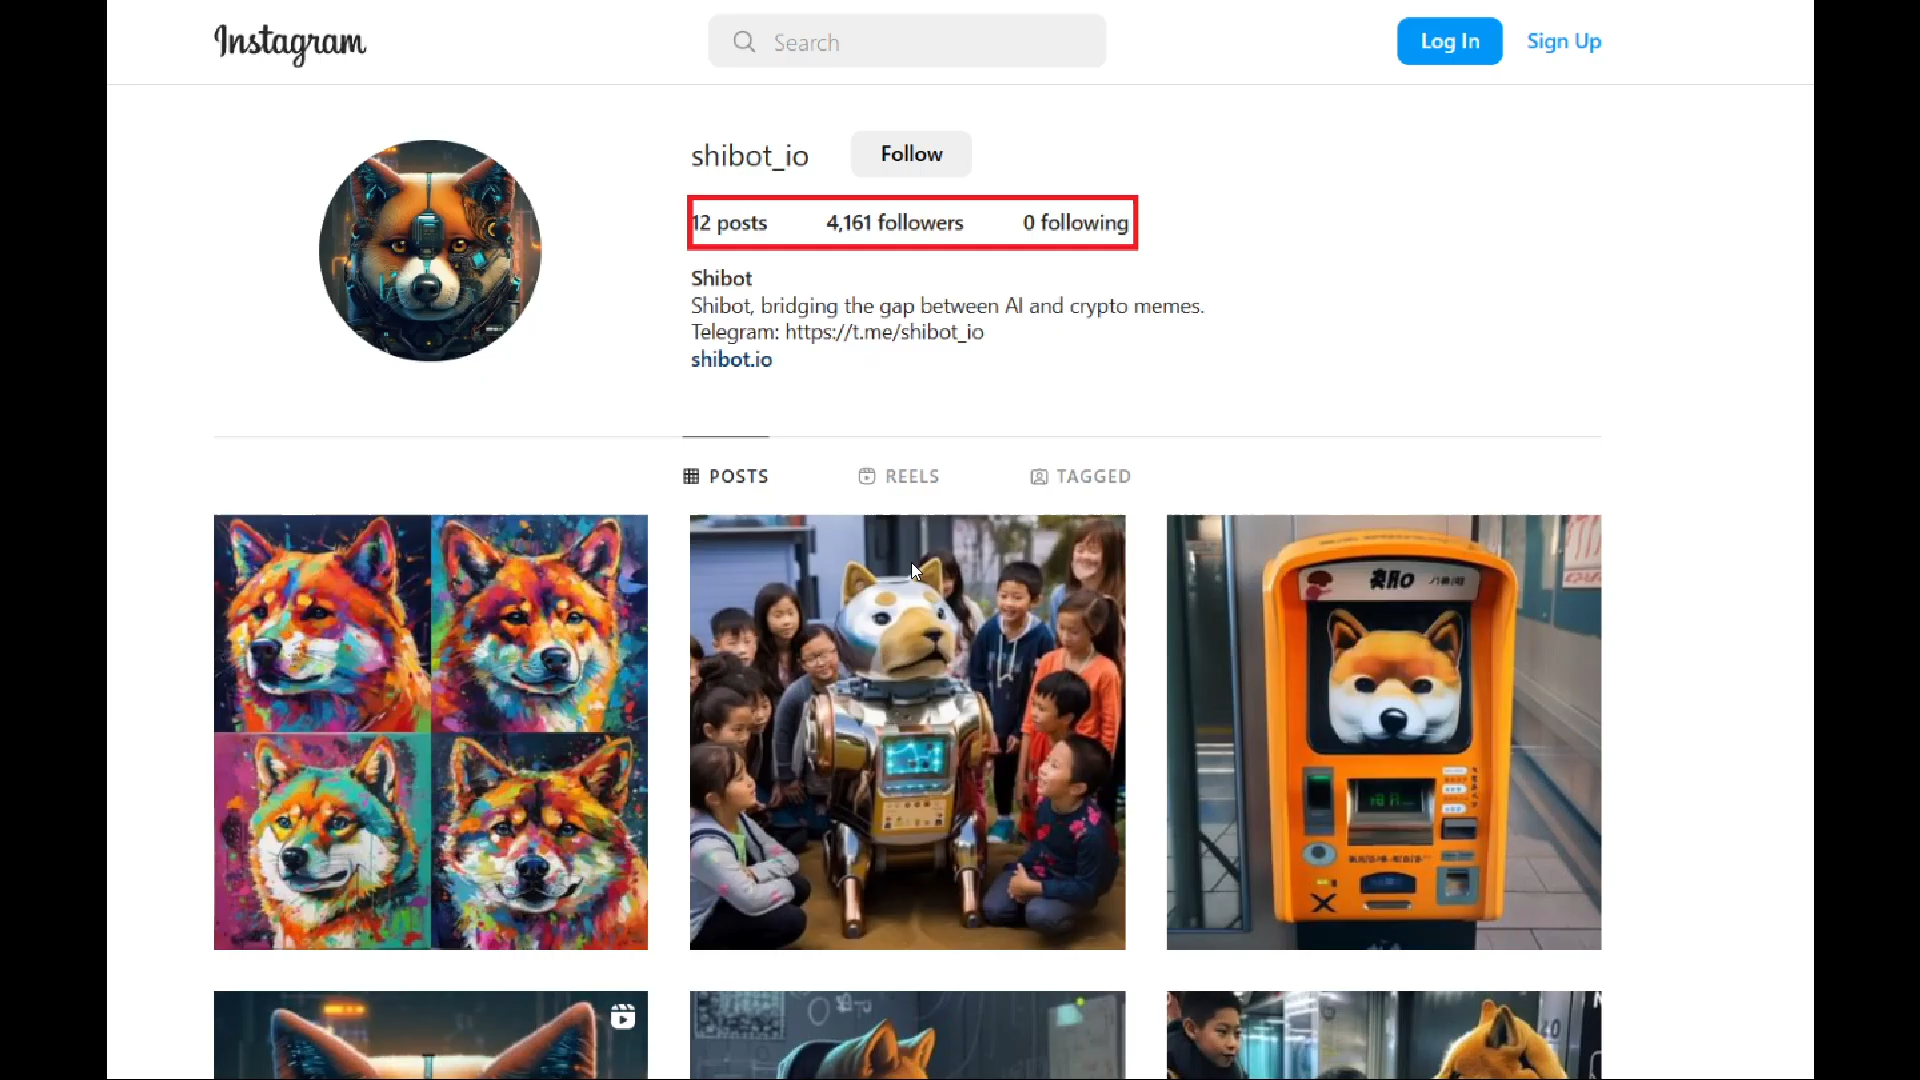 Instagram
Search
Log In
Sign Up
shibot_io
Follow
12 posts 4,161 followers 0 following
Shibot
Shibot, bridging the gap between AI and crypto memes.
Telegram: https://t.me/shibot_io
shibot.io
POSTS
REELS
TAGGED